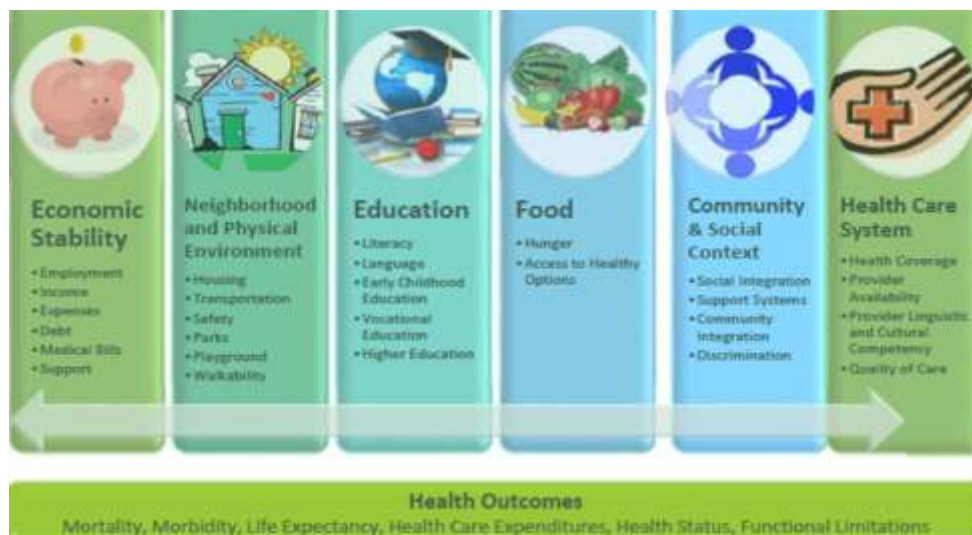 Economic
Stability
• Employment
• Income
• Expenses
• Debt
• Medical Bills
• Support
Neighborhood
and Physical
Environment
• Housing
• Transportation
• Safety
• Parks
• Playground
• Walkability
Education
• Literacy
• Language
• Early Childhood
Education
• Vocational
Education
• Higher Education
Food
• Hunger
• Access to Healthy
Options
Community
& Social
Context
• Social Integration
• Support Systems
• Community
Integration
• Discrimination
Health Care
System
• Health Coverage
• Provider
Availability
• Provider Linguistic
and Cultural
Competency
• Quality of Care
Health Outcomes
Mortality, Morbidity, Life Expectancy, Health Care Expenditures, Health Status, Functional Limitations